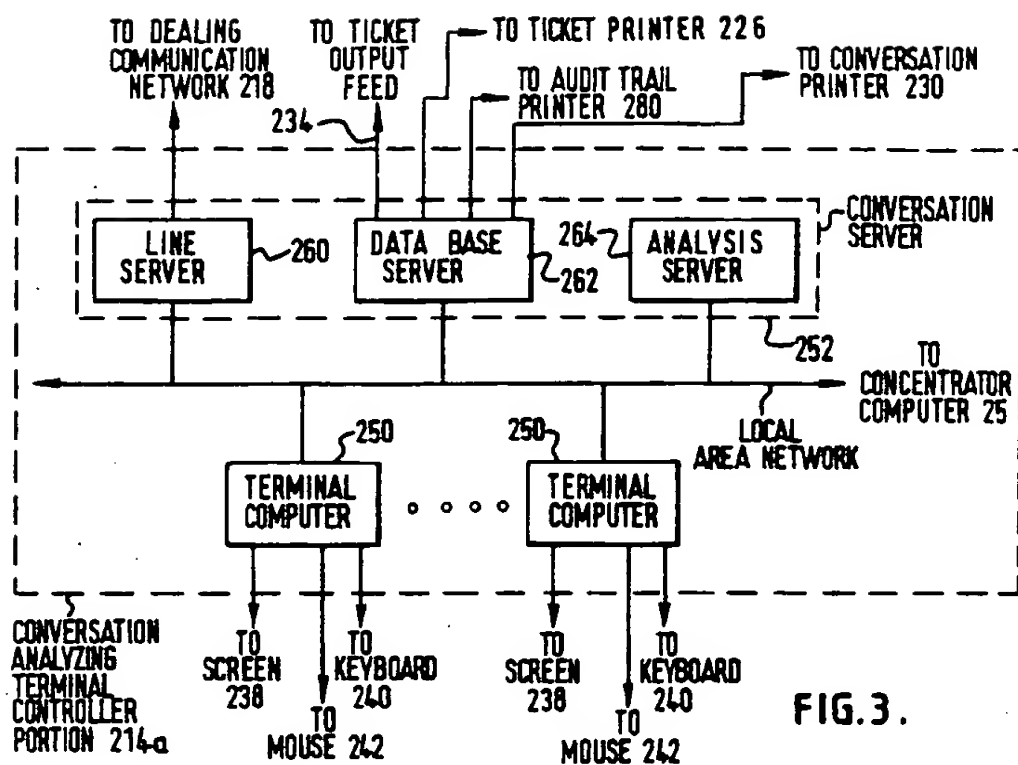 TO DEALING
COMMUNICATION
NETWORK 218
TO TICKET
OUTPUT
FEED
234
TO TICKET PRINTER 226
TO AUDIT TRAIL
PRINTER 280
TO CONVERSATION
PRINTER 230
LINE
SERVER
260
DATA BASE
SERVER
262
264
ANALYSIS
SERVER
CONVERSATION
SERVER
252
TO
CONCENTRATOR
COMPUTER 25
LOCAL
AREA NETWORK
250
TERMINAL
COMPUTER
250
TERMINAL
COMPUTER
CONVERSATION
ANALYZING
TERMINAL
CONTROLLER
PORTION 214a
TO
SCREEN
238
TO
MOUSE 242
TO
KEYBOARD
240
TO
SCREEN
238
TO
MOUSE 242
TO
KEYBOARD
240
FIG.3.